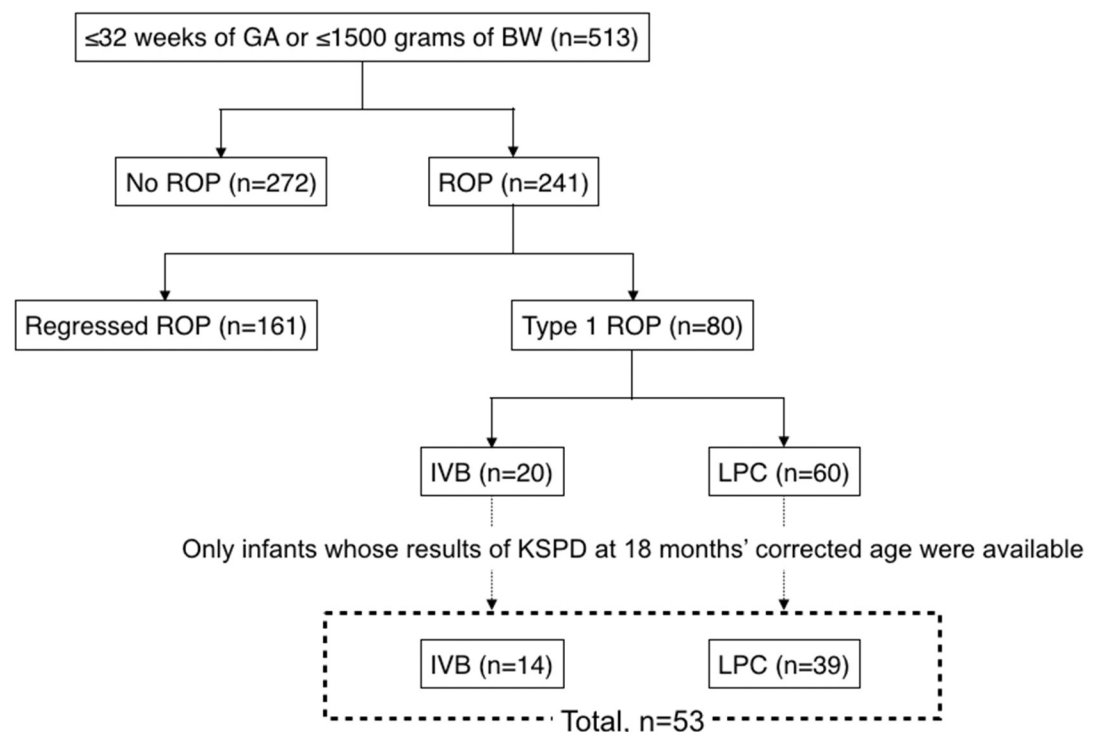 ≤32 weeks of GA or ≤1500 grams of BW (n=513)
No ROP (n=272)
ROP (n=241)
Regressed ROP (n=161)
Type 1 ROP (n=80)
IVB (n=20)
LPC (n=60)
Only infants whose results of KSPD at 18 months’ corrected age were available
IVB (n=14)
LPC (n=39)
Total, n=53